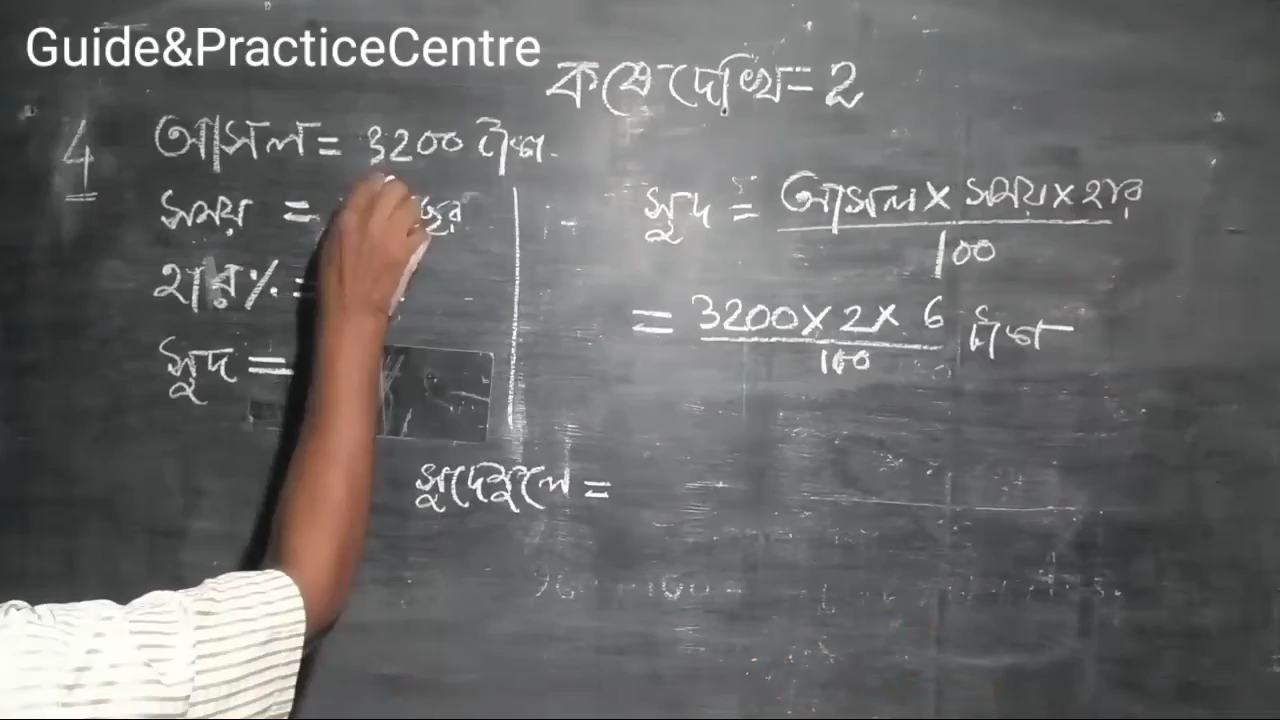 Guide&PracticeCentre
কষে দেখি=2
4 আসল = 3200 টাকা.
সময় =
হার% =
সুদ =
সুদ = আসল × সময় × হার
100
= 3200 × 2 × 6 টাকা
100
সুদেমূলে =